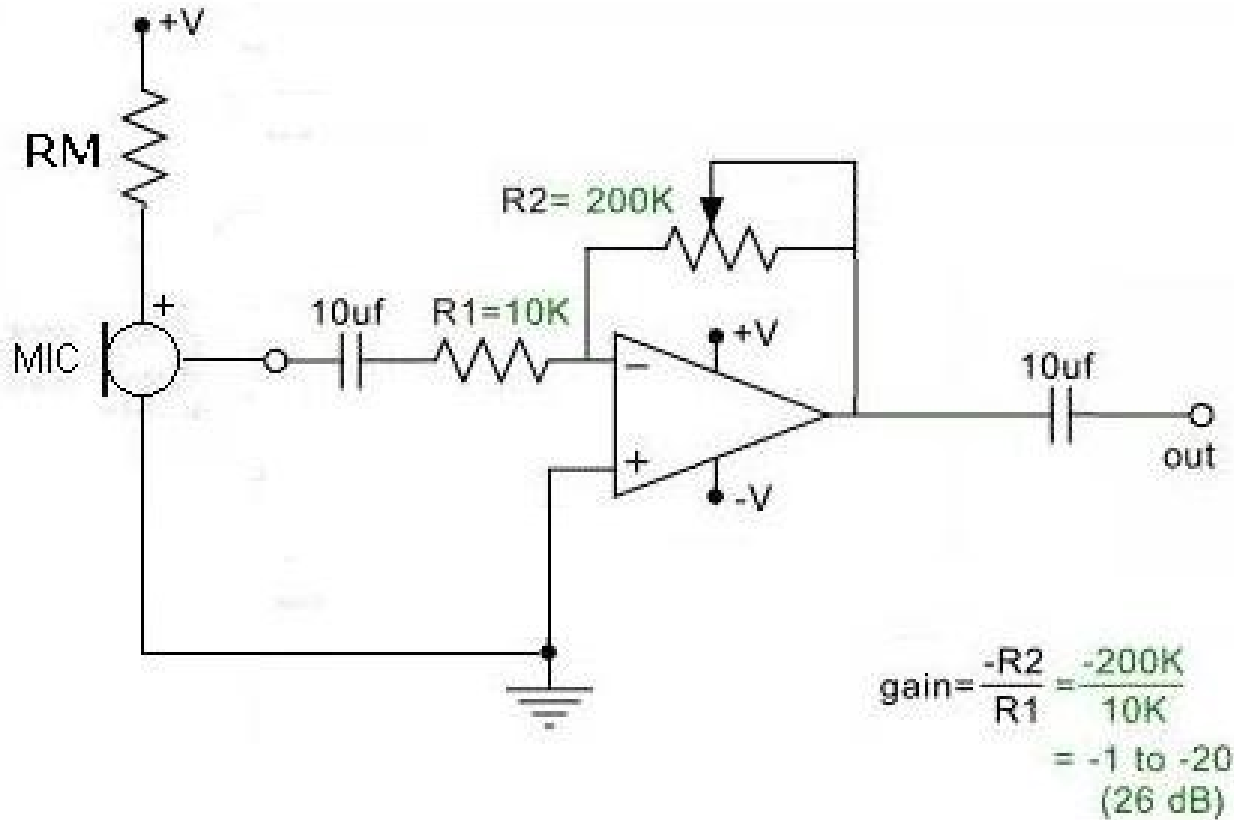 +V
RM
R2= 200K
+
10uf
R1=10K
MIC
−
+V
10uf
+
-V
out
gain=-R2/R1=-200K/10K
= -1 to -20
(26 dB)